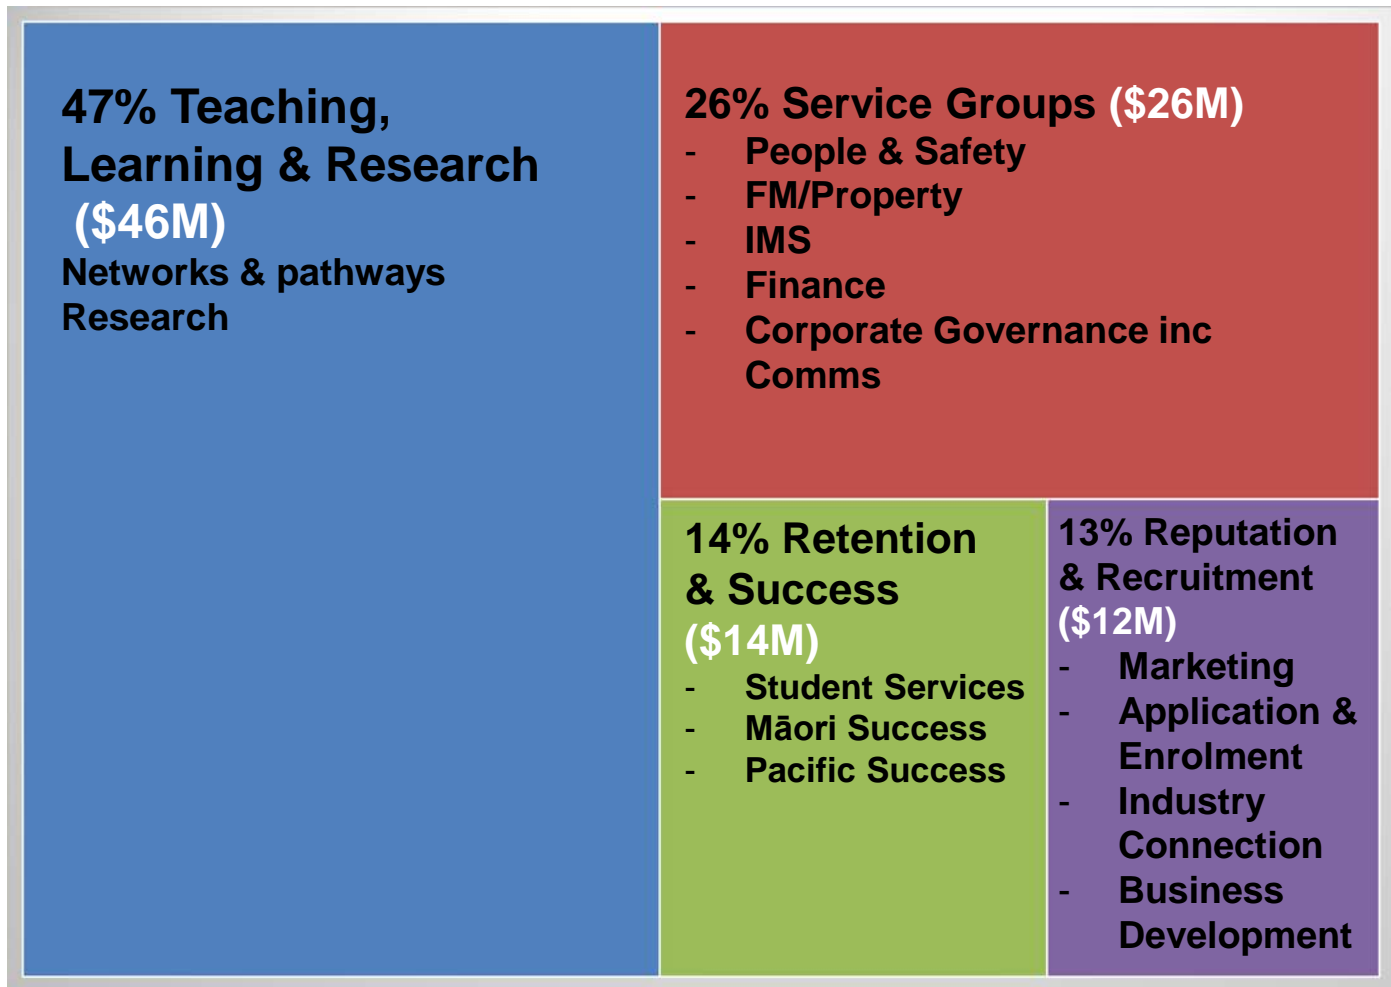 47% Teaching,
Learning & Research
($46M)
Networks & pathways
Research
26% Service Groups ($26M)
- People & Safety
- FM/Property
- IMS
- Finance
- Corporate Governance inc
Comms
14% Retention
& Success
($14M)
- Student Services
- Māori Success
- Pacific Success
13% Reputation
& Recruitment
($12M)
- Marketing
- Application &
Enrolment
- Industry
Connection
- Business
Development